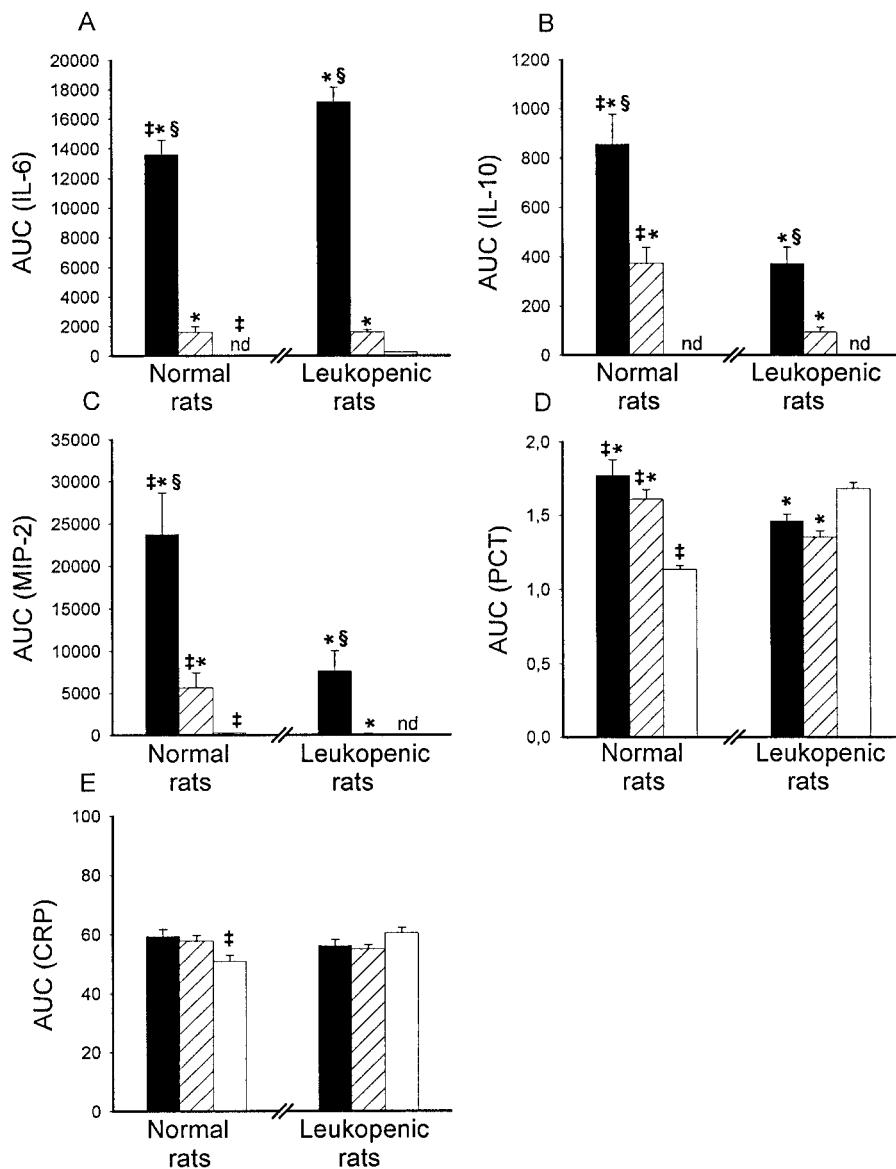 A
AUC (IL-6)
20000
18000
16000
14000
12000
10000
8000
6000
4000
2000
0
‡* §
*
‡
nd
* §
*
Normal rats
Leukopenic rats
B
AUC (IL-10)
1200
1000
800
600
400
200
0
‡* §
‡*
nd
* §
*
nd
Normal rats
Leukopenic rats
C
AUC (MIP-2)
35000
30000
25000
20000
15000
10000
5000
0
‡* §
‡*
‡
* §
*
nd
Normal rats
Leukopenic rats
D
AUC (PCT)
2,0
1,5
1,0
0,5
0,0
‡*
‡*
‡
*
*
Normal rats
Leukopenic rats
E
AUC (CRP)
100
80
60
40
20
0
‡
Normal rats
Leukopenic rats